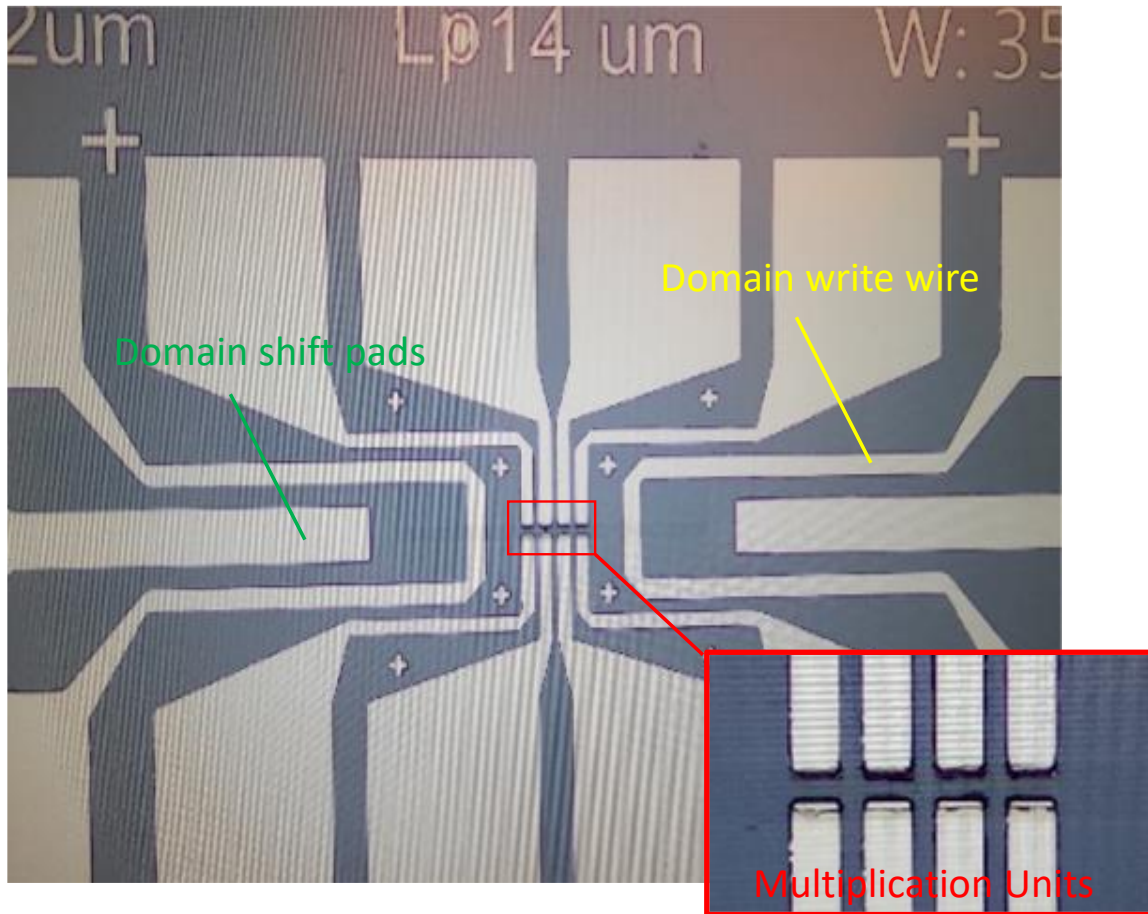 2um Lp14 um W: 35
Domain write wire
Domain shift pads
Multiplication Units